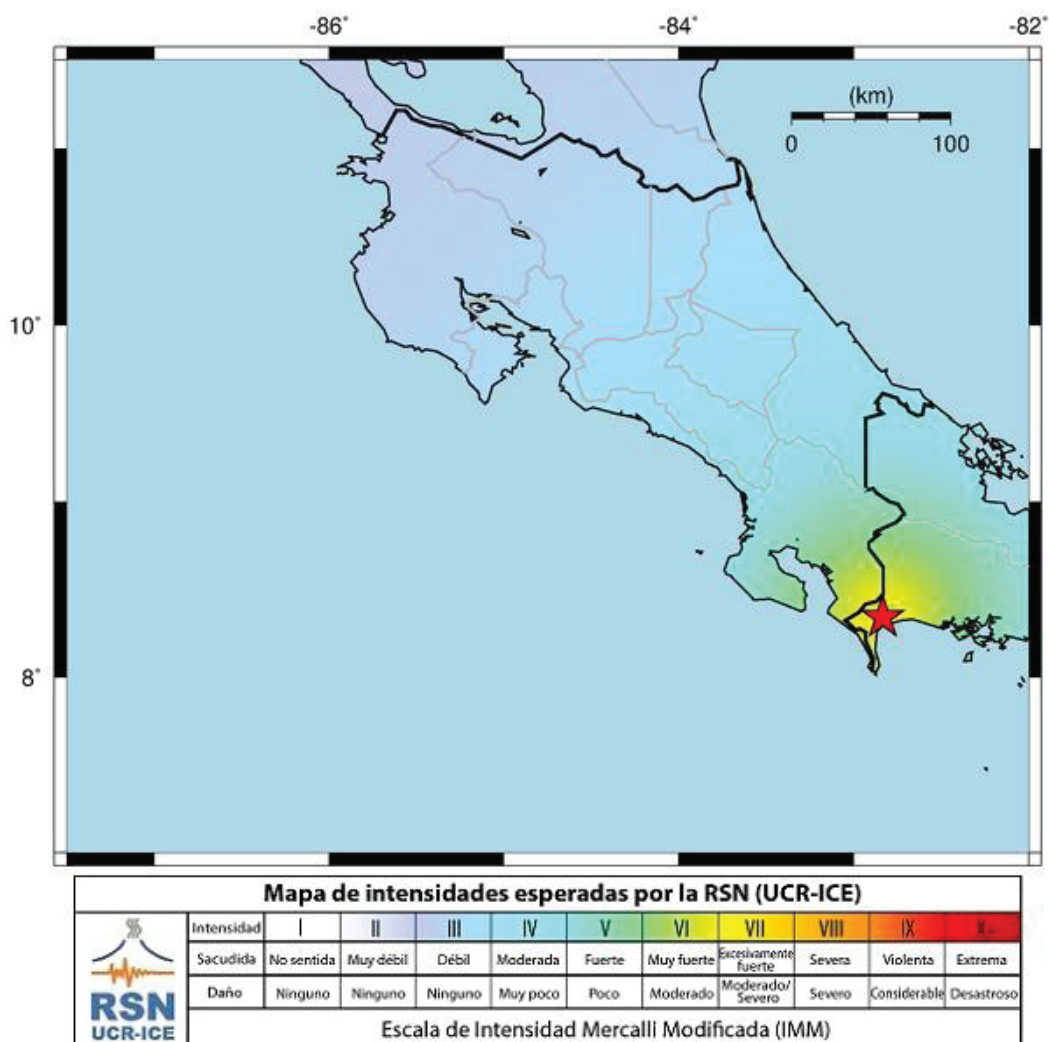 -86° -84° -82°
(km)
0 100
10°
8°
Mapa de intensidades esperadas por la RSN (UCR-ICE)
Intensidad I II III IV V VI VII VIII IX X+
Sacudida No sentida Muy débil Débil Moderada Fuerte Muy fuerte Excesivamente fuerte Severa Violenta Extrema
Daño Ninguno Ninguno Ninguno Muy poco Poco Moderado Moderado/Severo Severo Considerable Desastroso
RSN
UCR-ICE
Escala de Intensidad Mercalli Modificada (IMM)